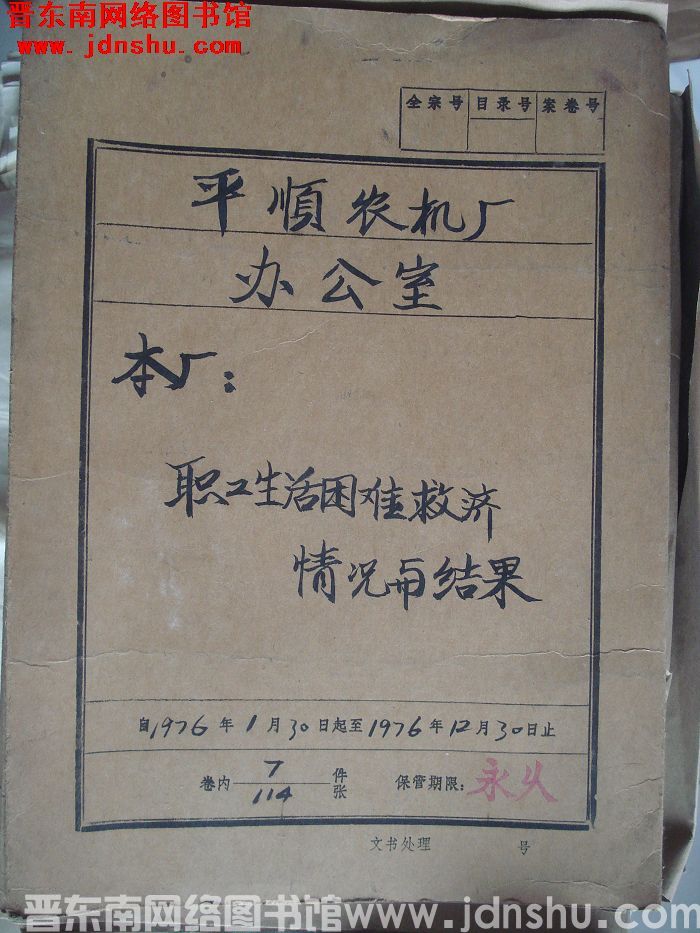 晋东南网络图书馆
www.jdnshu.com
全宗号 目录号 案卷号
平順农机厂
办公室
本厂：
职工生活困难救济
情况与结果
自1976年1月30日起至1976年12月30日止
卷内 7 件 保管期限：永久
114 张
文书处理 号
晋东南网络图书馆www.jdnshu.com